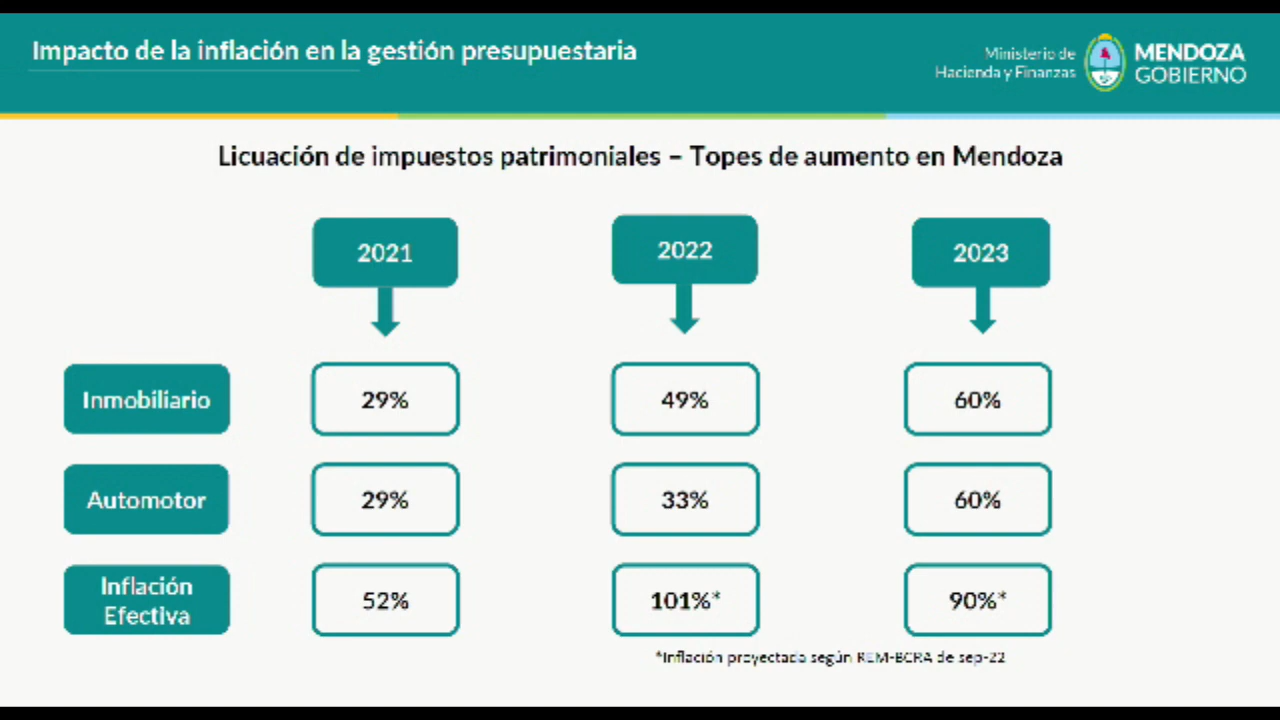 Impacto de la inflación en la gestión presupuestaria
Ministerio de
Hacienda y Finanzas
MENDOZA
GOBIERNO
Licuación de impuestos patrimoniales – Topes de aumento en Mendoza
2021
2022
2023
Inmobiliario
29%
49%
60%
Automotor
29%
33%
60%
Inflación
Efectiva
52%
101%*
90%*
*Inflación proyectada según REM-BCRA de sep-22